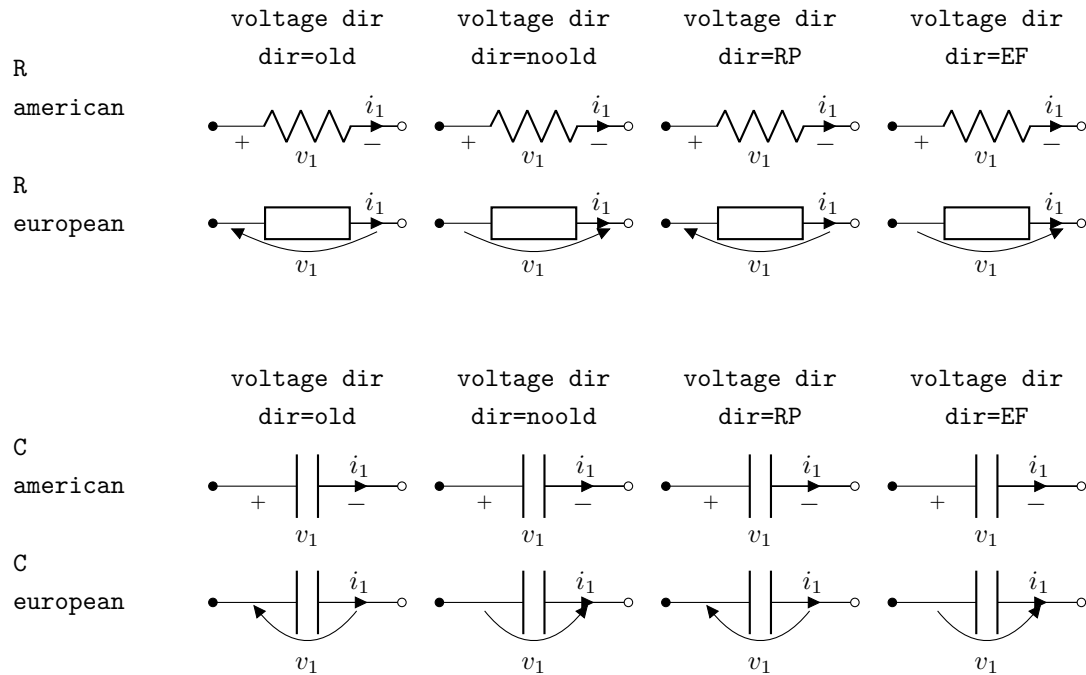 voltage dir voltage dir voltage dir voltage dir
dir=old dir=noold dir=RP dir=EF
R
american
i₁ i₁ i₁ i₁
+ − + − + − + −
v₁ v₁ v₁ v₁
R
european
i₁ i₁ i₁ i₁
v₁ v₁ v₁ v₁
voltage dir voltage dir voltage dir voltage dir
dir=old dir=noold dir=RP dir=EF
C
american
i₁ i₁ i₁ i₁
+ − + − + − + −
v₁ v₁ v₁ v₁
C
european
i₁ i₁ i₁ i₁
v₁ v₁ v₁ v₁